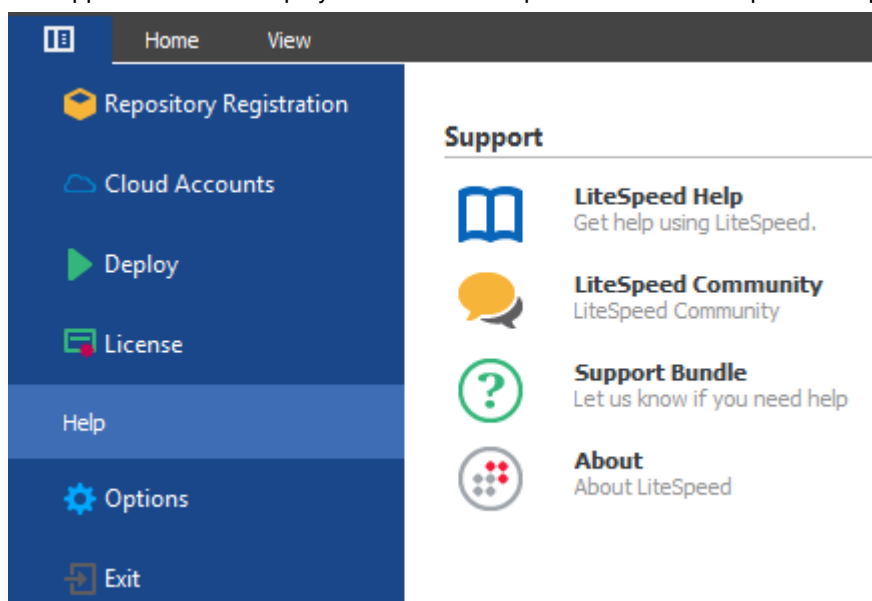 Home View
Repository Registration
Cloud Accounts
Deploy
License
Help
Options
Exit
Support
LiteSpeed Help
Get help using LiteSpeed.
LiteSpeed Community
LiteSpeed Community
Support Bundle
Let us know if you need help
About
About LiteSpeed